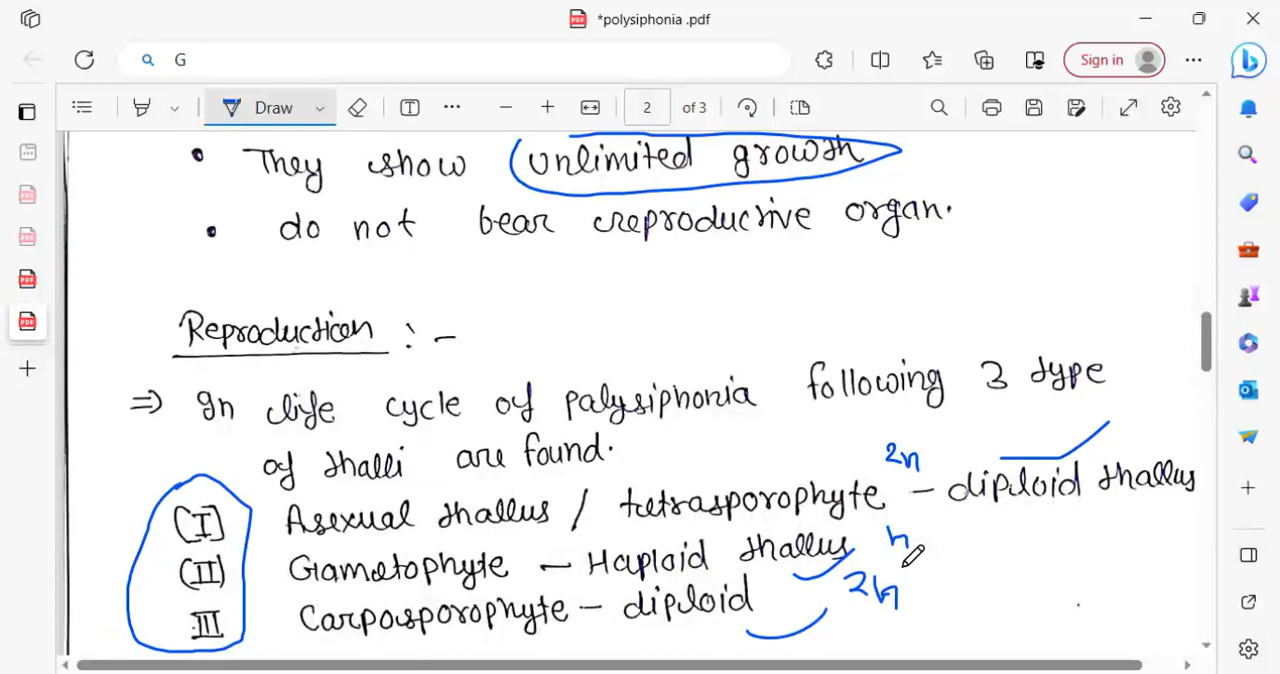 *polysiphonia .pdf
G
Sign in
Draw
2 of 3
• They show unlimited growth
• do not bear reproductive organ.
Reproduction :-
⇒ In life cycle of palysiphonia following 3 type
of thalli are found.
2n
(I) Asexual thallus / tetrasporophyte – diploid thallus
n
(II) Gametophyte – Haploid thallus
2n
III Carposporophyte – diploid